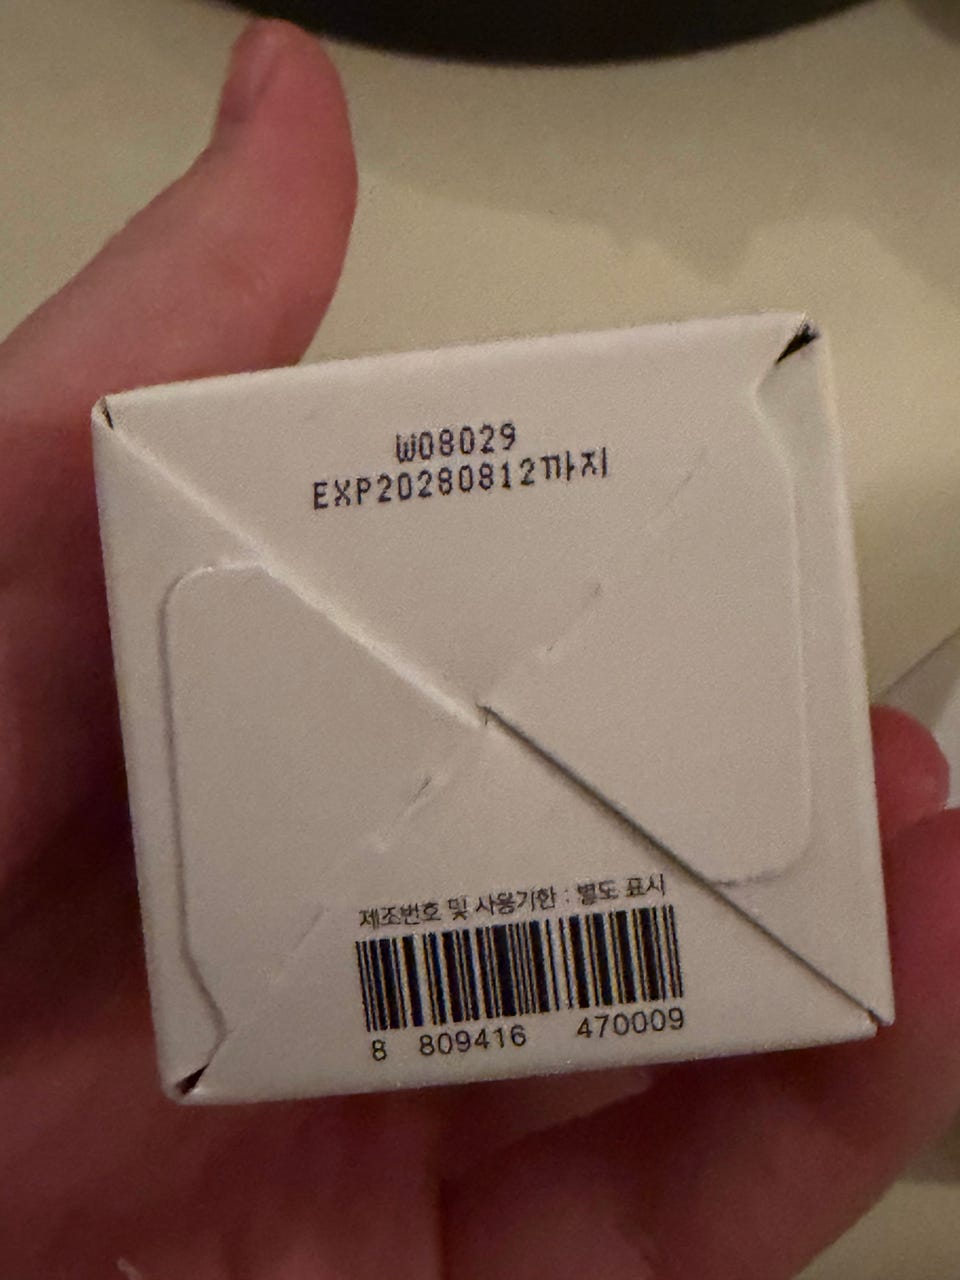 W08029
EXP20280812까지
제조번호 및 사용기한 : 별도 표시
8 809416 470009